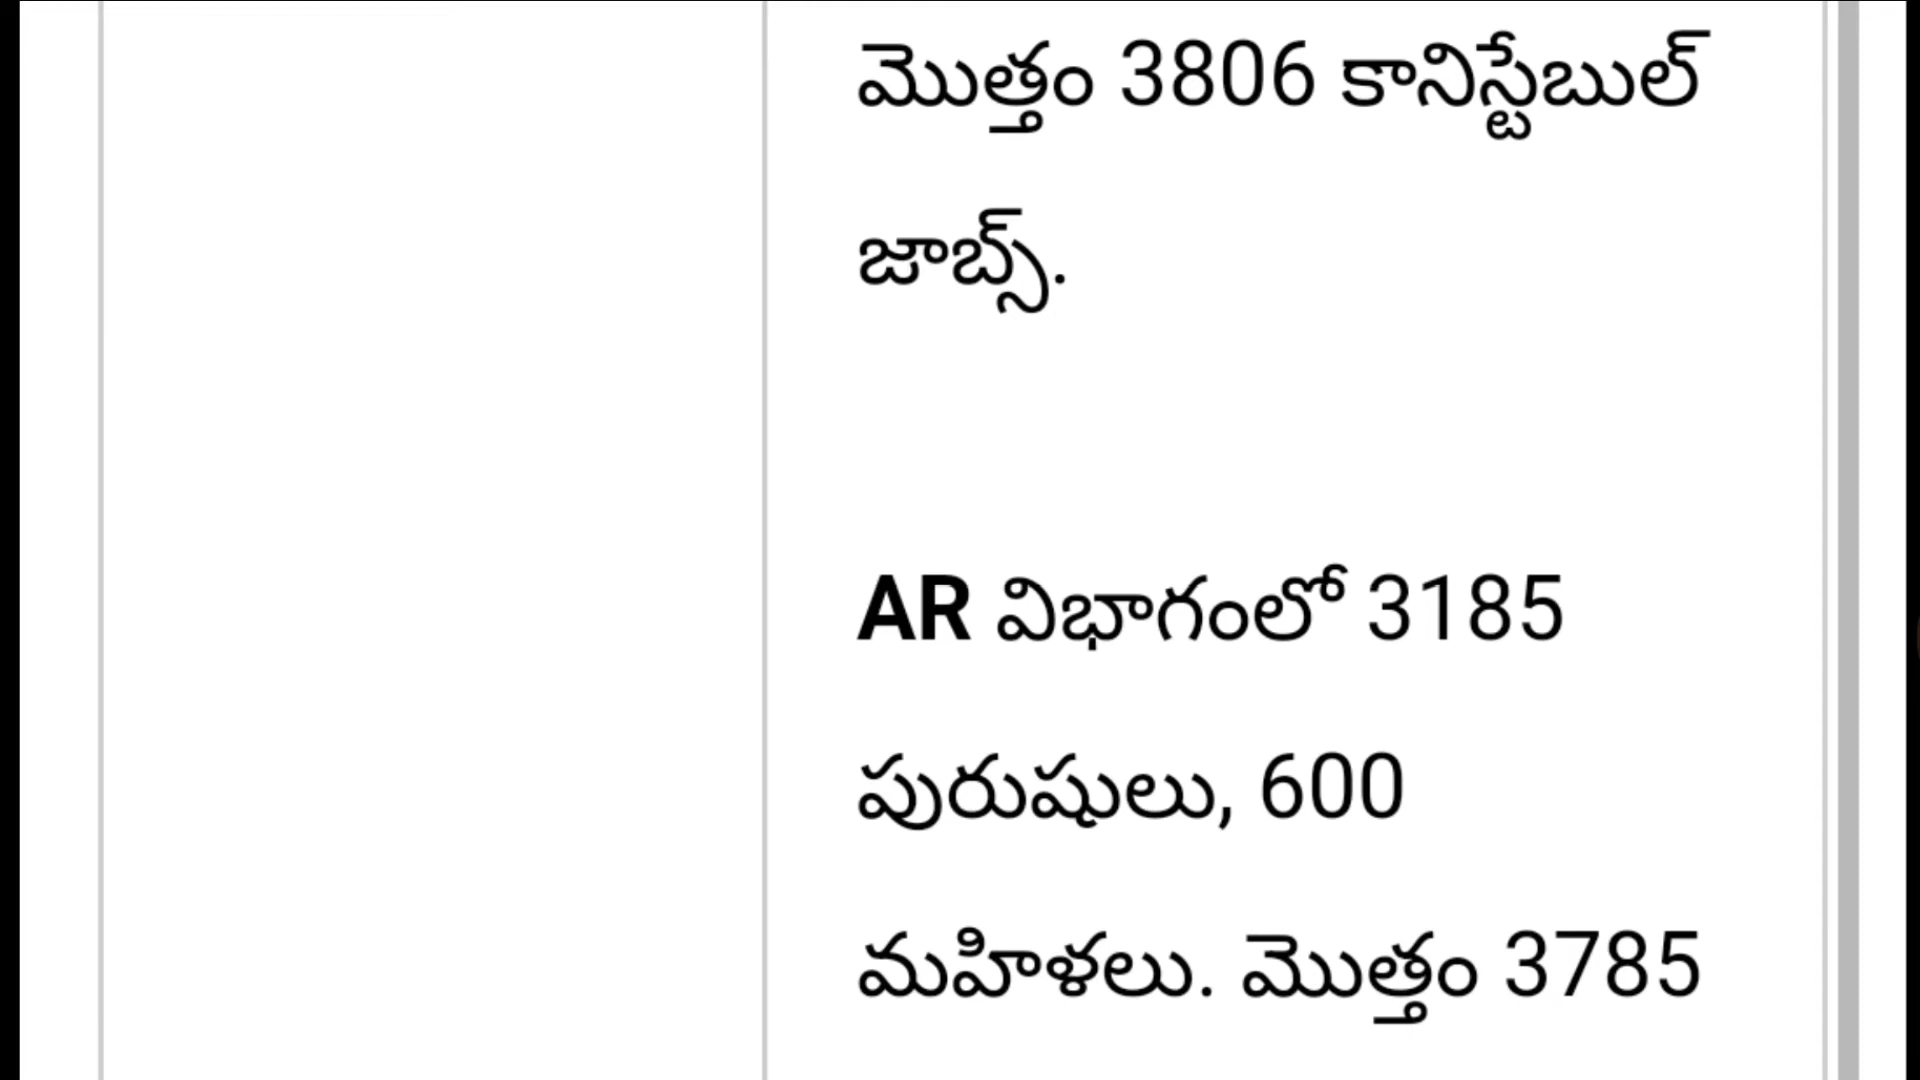 మొత్తం 3806 కానిస్టేబుల్
జాబ్స్.
AR విభాగంలో 3185
పురుషులు, 600
మహిళలు. మొత్తం 3785